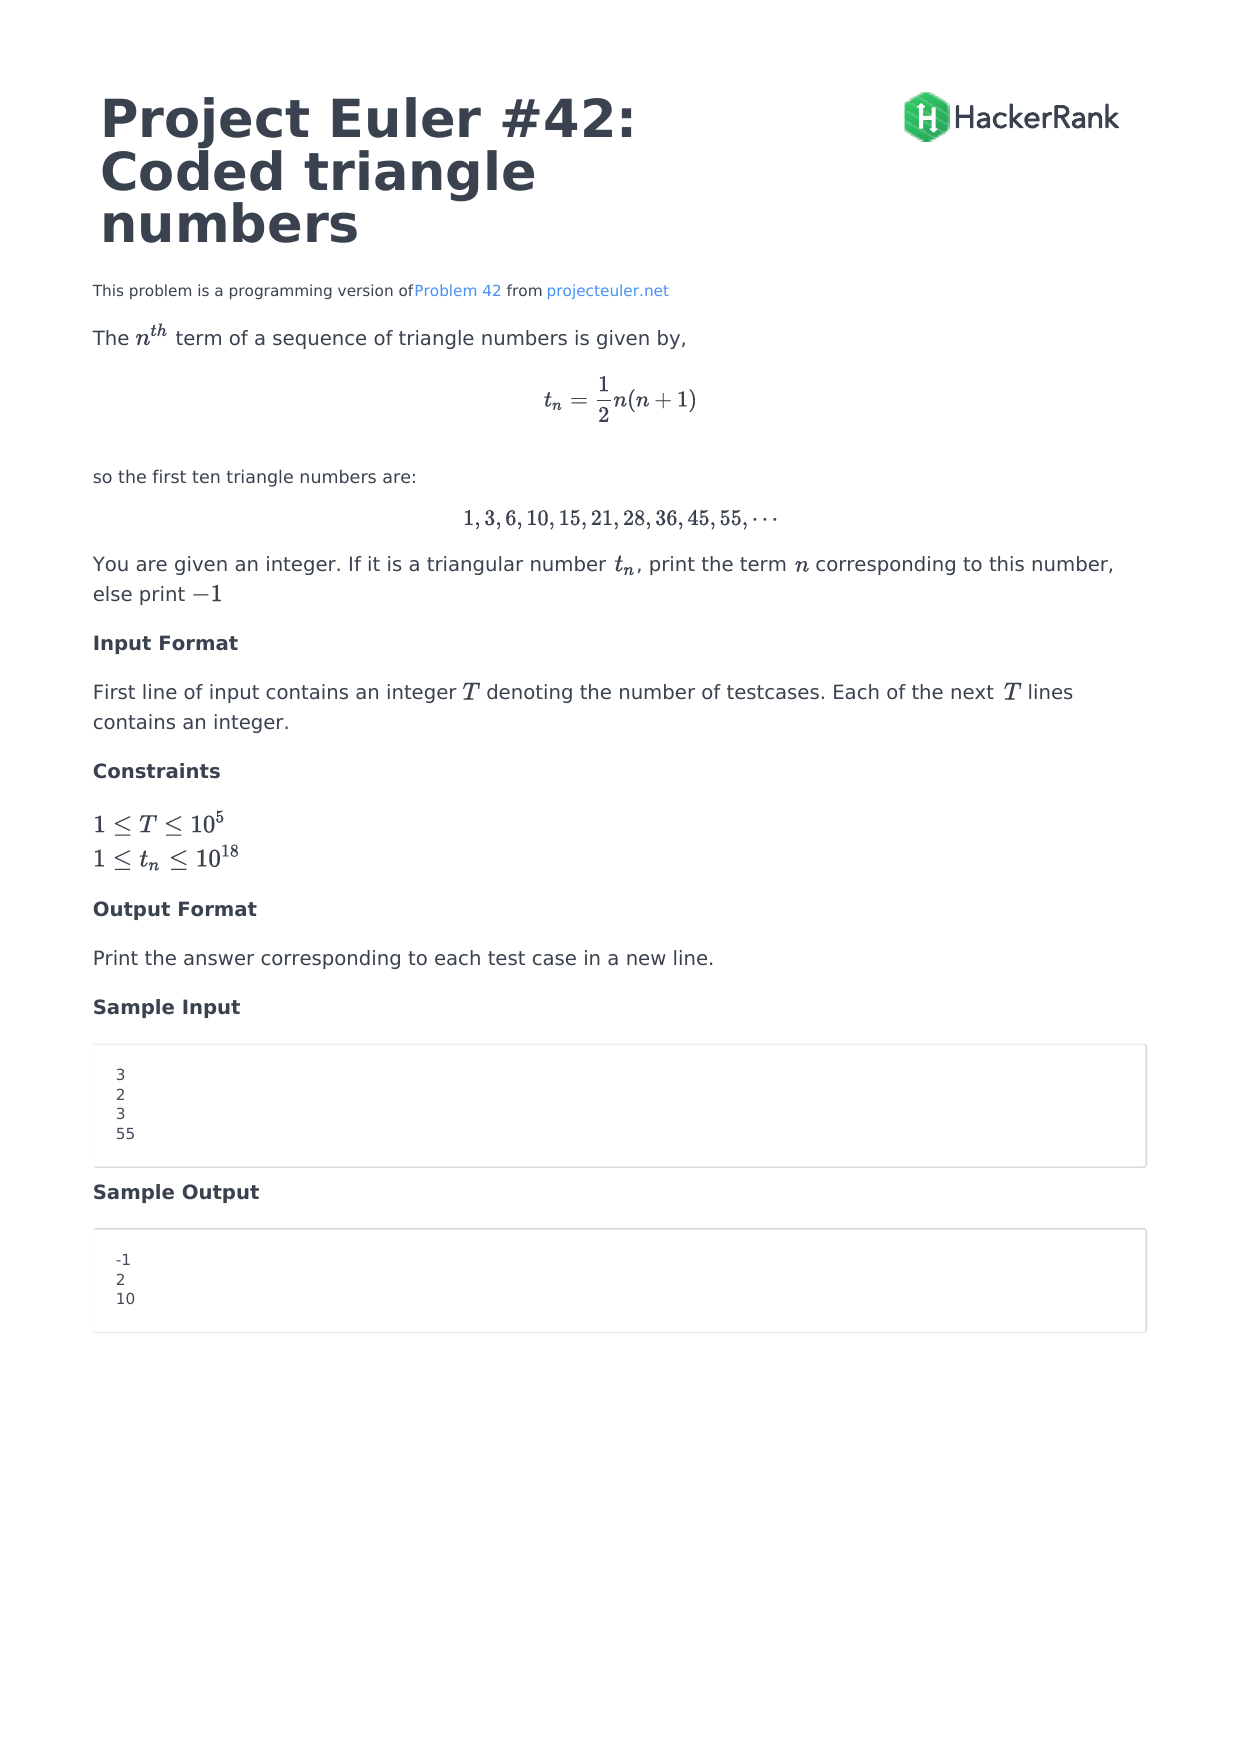 Project Euler #42:
Coded triangle
numbers
HackerRank
This problem is a programming version ofProblem 42 from projecteuler.net
The n^{th} term of a sequence of triangle numbers is given by,
t_n = \frac{1}{2}n(n + 1)
so the first ten triangle numbers are:
1, 3, 6, 10, 15, 21, 28, 36, 45, 55, ⋯
You are given an integer. If it is a triangular number t_n, print the term n corresponding to this number,
else print −1
Input Format
First line of input contains an integer T denoting the number of testcases. Each of the next T lines
contains an integer.
Constraints
1 ≤ T ≤ 10^5
1 ≤ t_n ≤ 10^{18}
Output Format
Print the answer corresponding to each test case in a new line.
Sample Input
3
2
3
55
Sample Output
-1
2
10